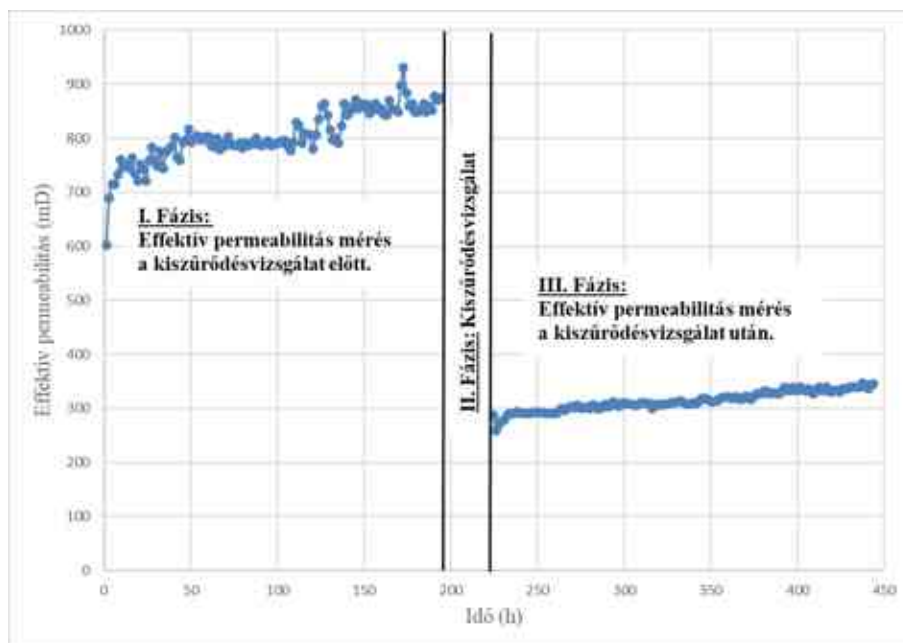 1000
900
800
700
600
500
400
300
200
100
0
Effektív permeabilitás (mD)
I. Fázis:
Effektív permeabilitás mérés
a kiszűrődésvizsgálat előtt.
II. Fázis: Kiszűrődésvizsgálat
III. Fázis:
Effektív permeabilitás mérés
a kiszűrődésvizsgálat után.
0 50 100 150 200 250 300 350 400 450
Idő (h)